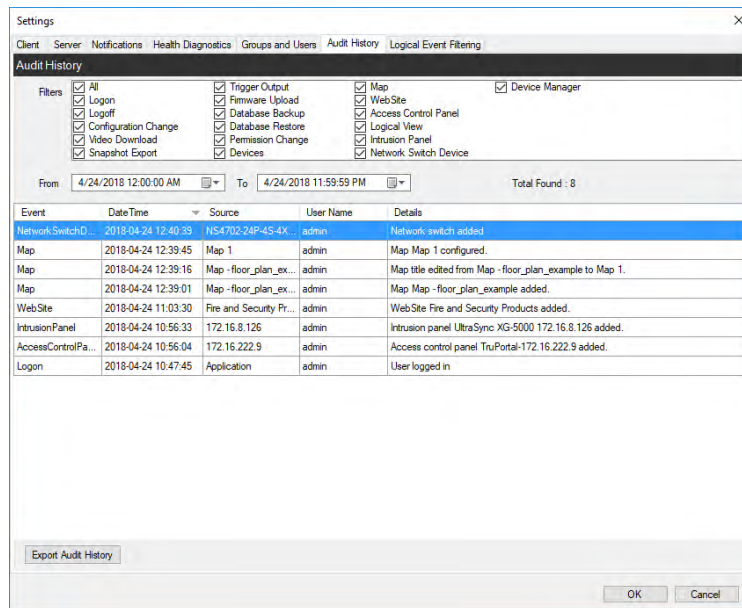 Settings
Client Server Notifications Health Diagnostics Groups and Users Audit History Logical Event Filtering
Audit History
Filters
All Trigger Output Map Device Manager
Logon Firmware Upload WebSite
Logoff Database Backup Access Control Panel
Configuration Change Database Restore Logical View
Video Download Permission Change Intrusion Panel
Snapshot Export Devices Network Switch Device
From 4/24/2018 12:00:00 AM To 4/24/2018 11:59:59 PM Total Found : 8
Event DateTime Source User Name Details
NetworkSwitchD... 2018-04-24 12:40:39 NS4702-24P-4S-4X... admin Network switch added
Map 2018-04-24 12:39:45 Map 1 admin Map Map 1 configured.
Map 2018-04-24 12:39:16 Map -floor_plan_ex... admin Map title edited from Map -floor_plan_example to Map 1.
Map 2018-04-24 12:39:01 Map -floor_plan_ex... admin Map Map -floor_plan_example added.
WebSite 2018-04-24 11:03:30 Fire and Security Pr... admin WebSite Fire and Security Products added.
IntrusionPanel 2018-04-24 10:56:33 172.16.8.126 admin Intrusion panel UltraSync XG-5000 172.16.8.126 added.
AccessControlPa... 2018-04-24 10:56:04 172.16.222.9 admin Access control panel TruPortal-172.16.222.9 added.
Logon 2018-04-24 10:47:45 Application admin User logged in
Export Audit History
OK Cancel